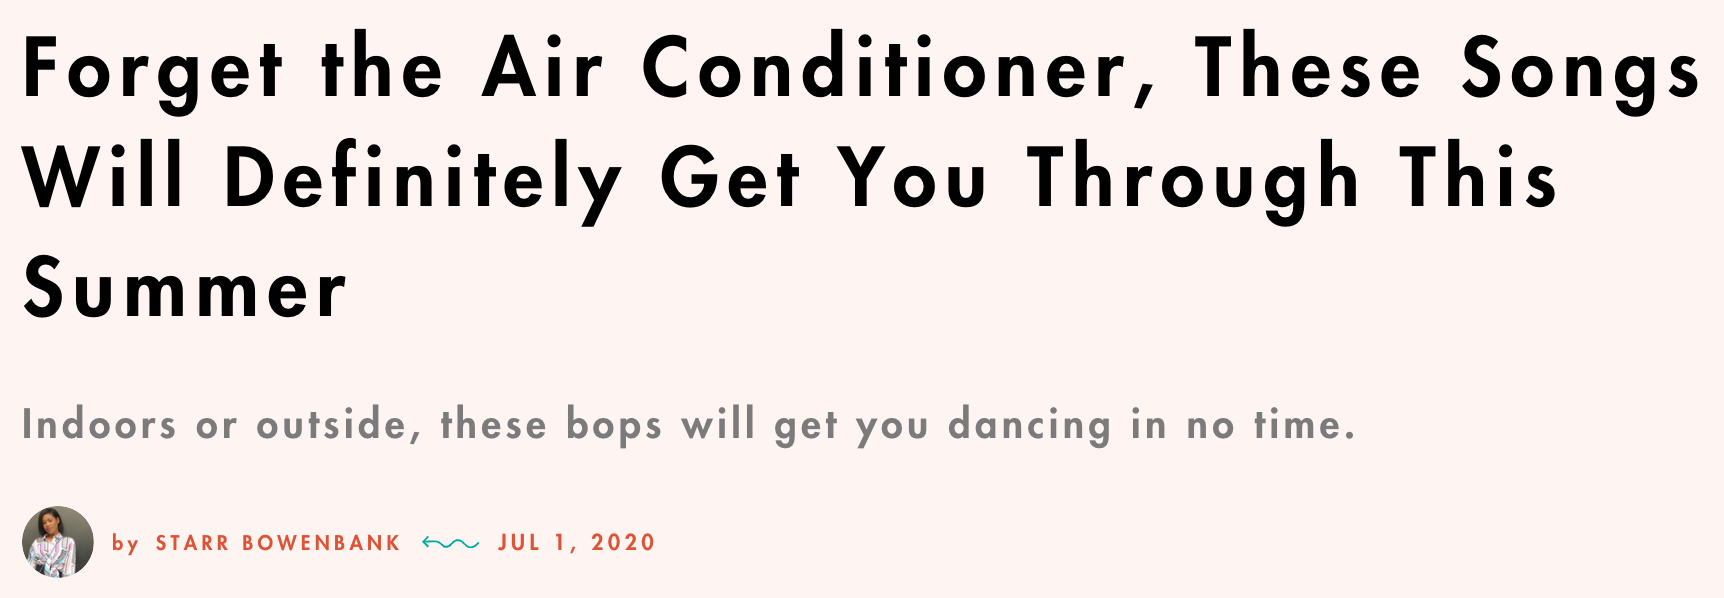 Forget the Air Conditioner, These Songs
Will Definitely Get You Through This
Summer
Indoors or outside, these bops will get you dancing in no time.
by STARR BOWENBANK JUL 1, 2020